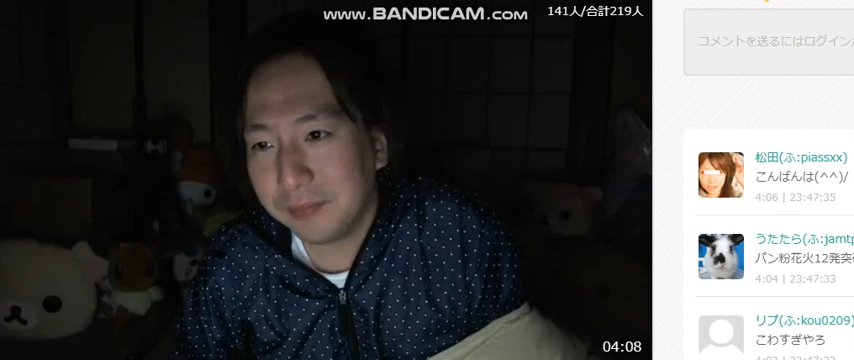 www.BANDICAM.com
141人/合計219人
コメントを送るにはログイン
松田(ふ:piassxx)
こんばんは(^^)/
4:06 | 23:47:35
うたたら(ふ:jamtp
パン粉花火12発突
4:04 | 23:47:33
リプ(ふ:kou0209)
こわすぎやろ
04:08